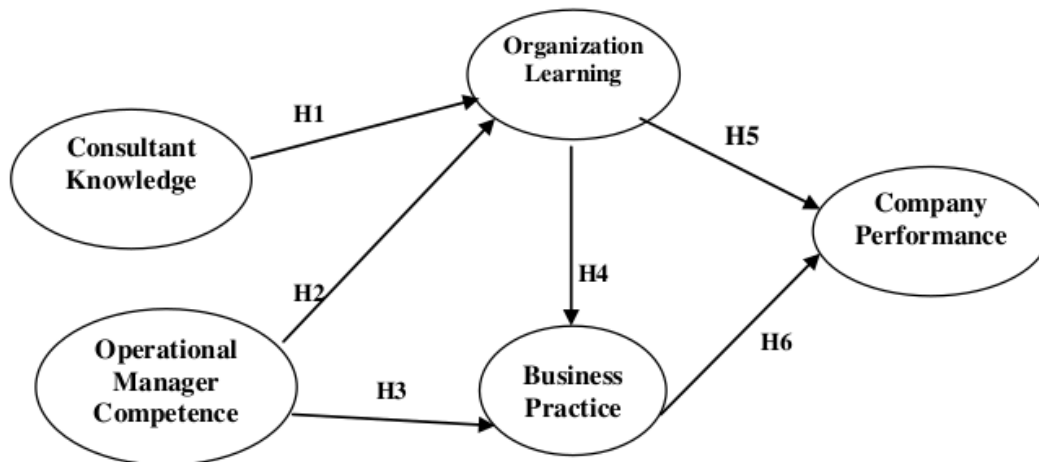 Organization
Learning
H1
Consultant
Knowledge
H5
Company
Performance
H2
H4
H6
Operational
Manager
Competence
H3
Business
Practice